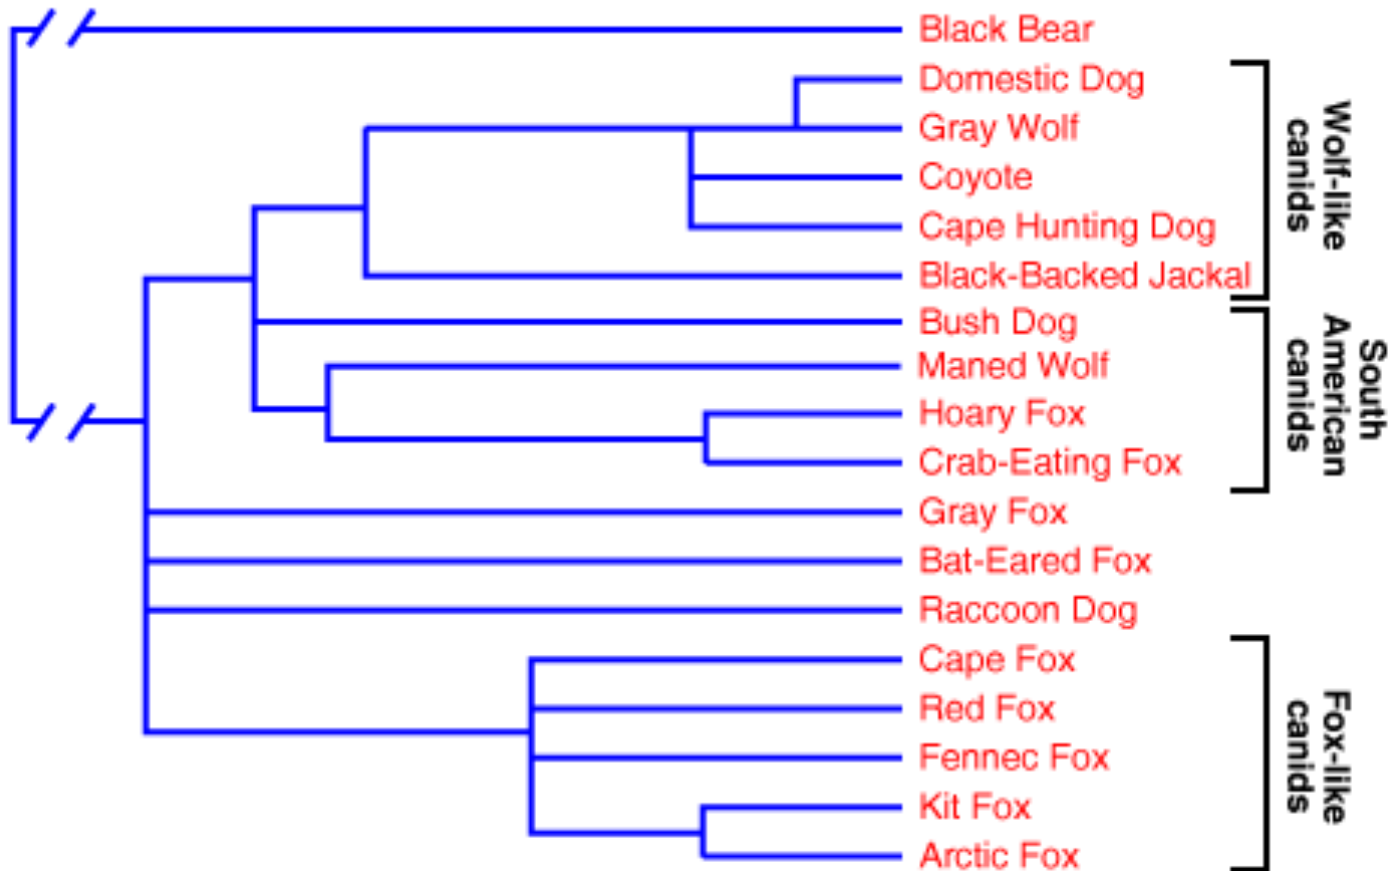 Black Bear
Domestic Dog
Gray Wolf
Coyote
Cape Hunting Dog
Black-Backed Jackal
Bush Dog
Maned Wolf
Hoary Fox
Crab-Eating Fox
Gray Fox
Bat-Eared Fox
Raccoon Dog
Cape Fox
Red Fox
Fennec Fox
Kit Fox
Arctic Fox
Wolf-like
canids
South
American
canids
Fox-like
canids